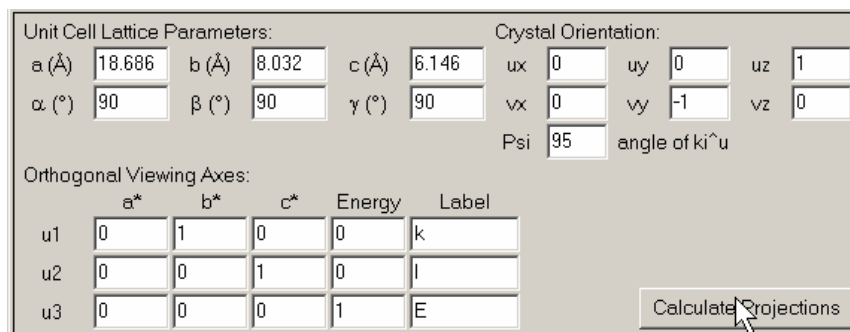 Unit Cell Lattice Parameters: Crystal Orientation:
a (Å) 18.686 b (Å) 8.032 c (Å) 6.146 ux 0 uy 0 uz 1
α (°) 90 β (°) 90 γ (°) 90 vx 0 vy -1 vz 0
Psi 95 angle of ki^u
Orthogonal Viewing Axes:
a* b* c* Energy Label
u1 0 1 0 0 k
u2 0 0 1 0 l
u3 0 0 0 1 E
Calculate Projections